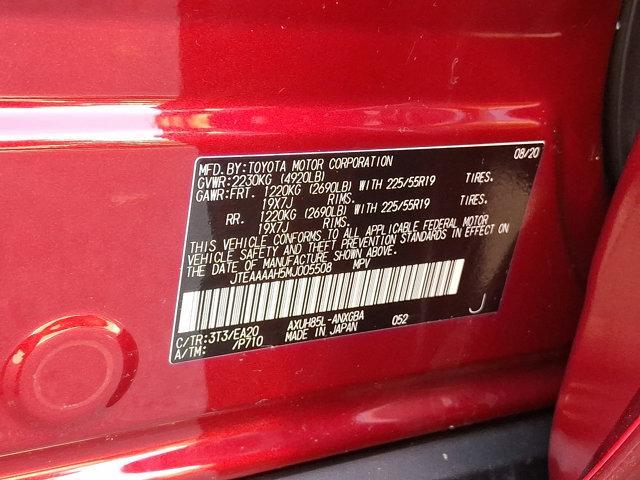 MFD. BY: TOYOTA MOTOR CORPORATION 08/20
GVWR: 2230KG (4920LB)
GAWR: FRT. 1220KG (2690LB) WITH 225/55R19 TIRES.
19X7J RIMS.
RR. 1220KG (2690LB) WITH 225/55R19 TIRES.
19X7J RIMS.
THIS VEHICLE CONFORMS TO ALL APPLICABLE FEDERAL MOTOR
VEHICLE SAFETY AND THEFT PREVENTION STANDARDS IN EFFECT ON
THE DATE OF MANUFACTURE SHOWN ABOVE.
JTEAAAAH5MJ005508 MPV
C/TR: 3T3/EA20 AXUH85L-ANXGBA 052 J
A/TM: /P710 MADE IN JAPAN